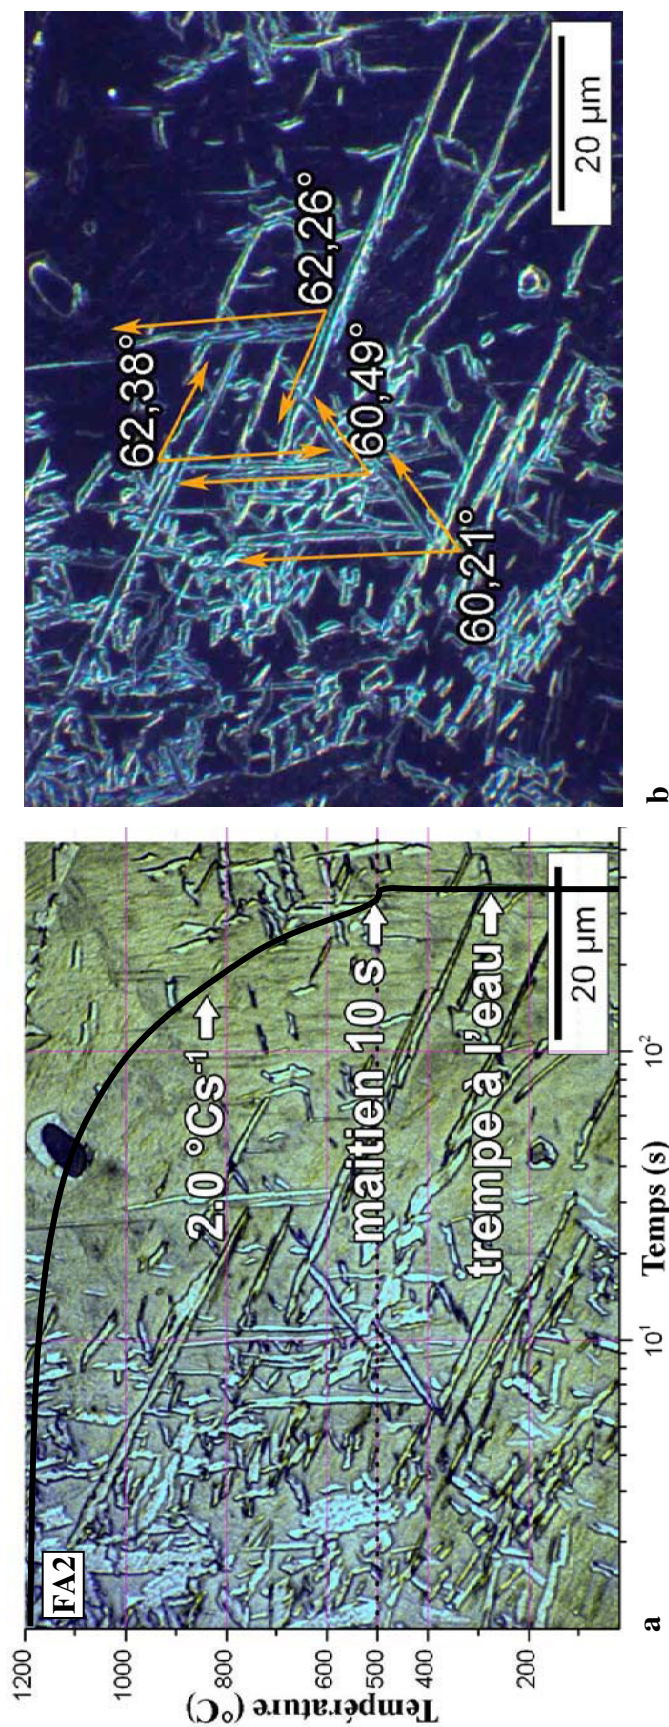 FA2
1200
1000
800
600
500
400
200
Température (°C)
2.0 °Cs⁻¹
maitien 10 s
trempe à l'eau
20 µm
10¹
10²
Temps (s)
a
62,38°
62,26°
60,49°
60,21°
20 µm
b